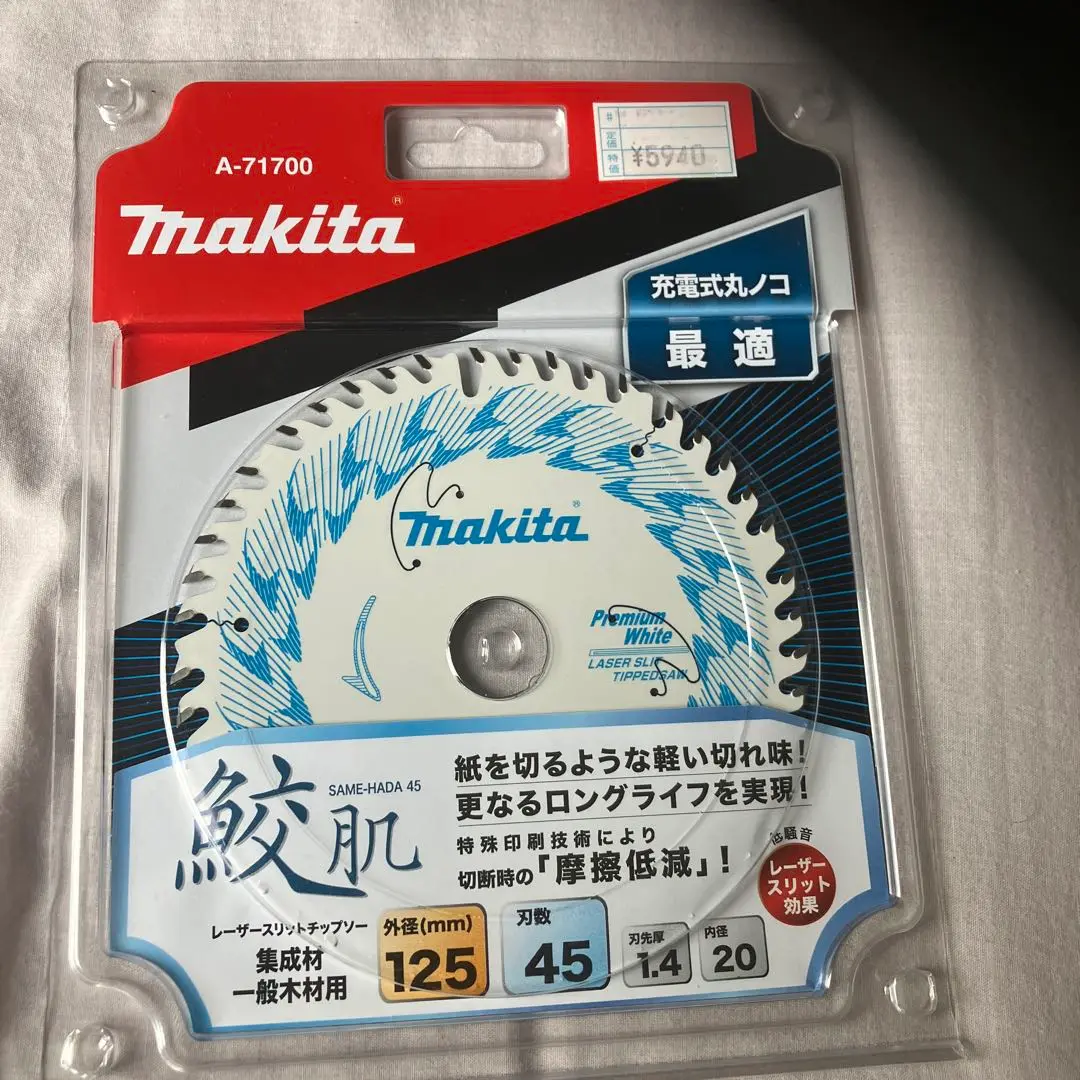 A-71700
#
定価
特価
¥5940
makita®
充電式丸ノコ
最適
makita®
Premium
White
LASER SLIT
TIPPEDSAW
鮫肌
SAME-HADA 45
紙を切るような軽い切れ味!
更なるロングライフを実現!
特殊印刷技術により
切断時の「摩擦低減」!
低騒音
レーザー
スリット
効果
レーザースリットチップソー
集成材
一般木材用
外径(mm)
125
刃数
45
刃先厚
1.4
内径
20